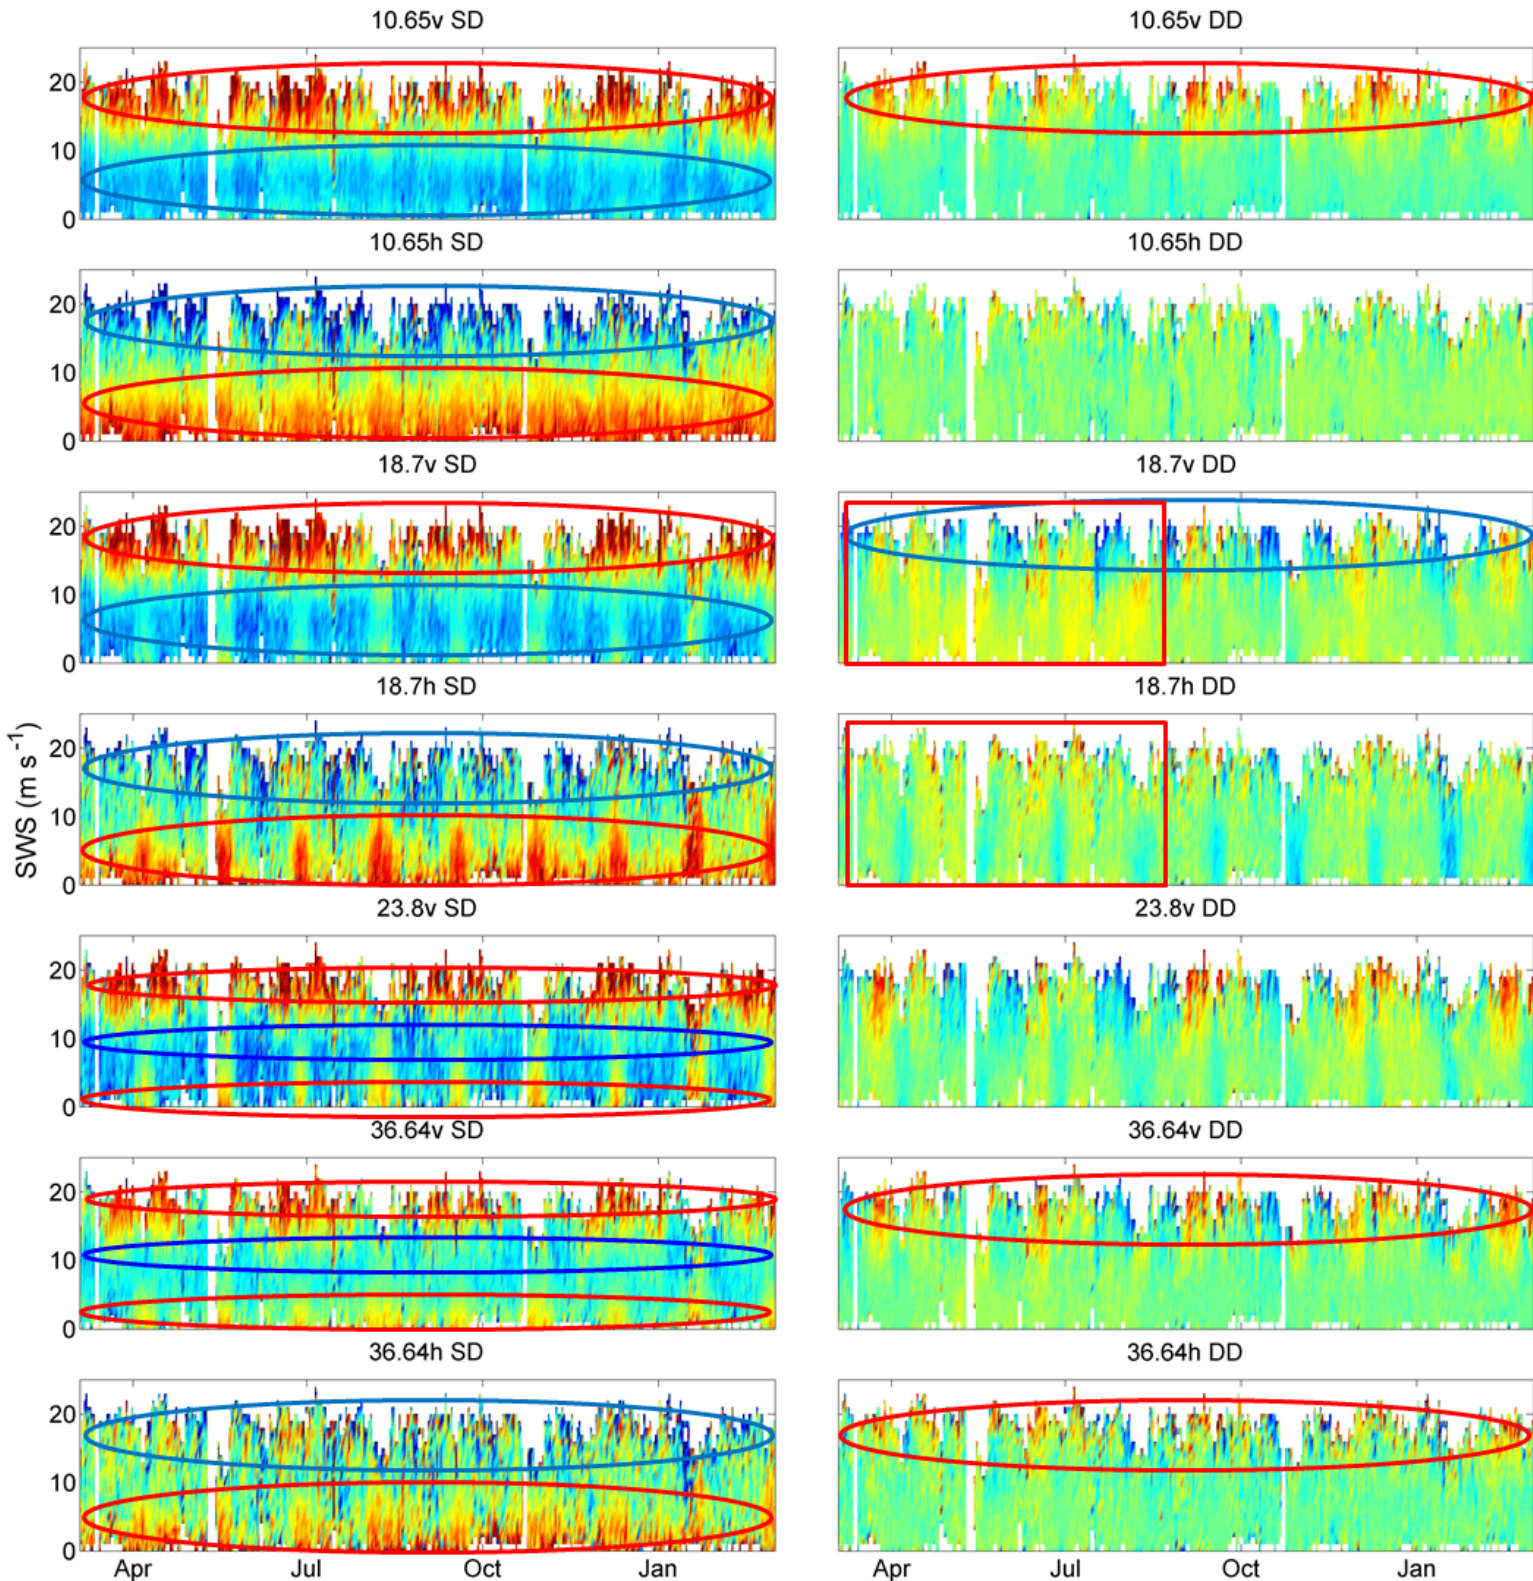 10.65v SD
10.65v DD
20
10
0
10.65h SD
10.65h DD
20
10
0
18.7v SD
18.7v DD
20
10
0
18.7h SD
18.7h DD
20
10
0
SWS (m s⁻¹)
23.8v SD
23.8v DD
20
10
0
36.64v SD
36.64v DD
20
10
0
36.64h SD
36.64h DD
20
10
0
Apr Jul Oct Jan
Apr Jul Oct Jan